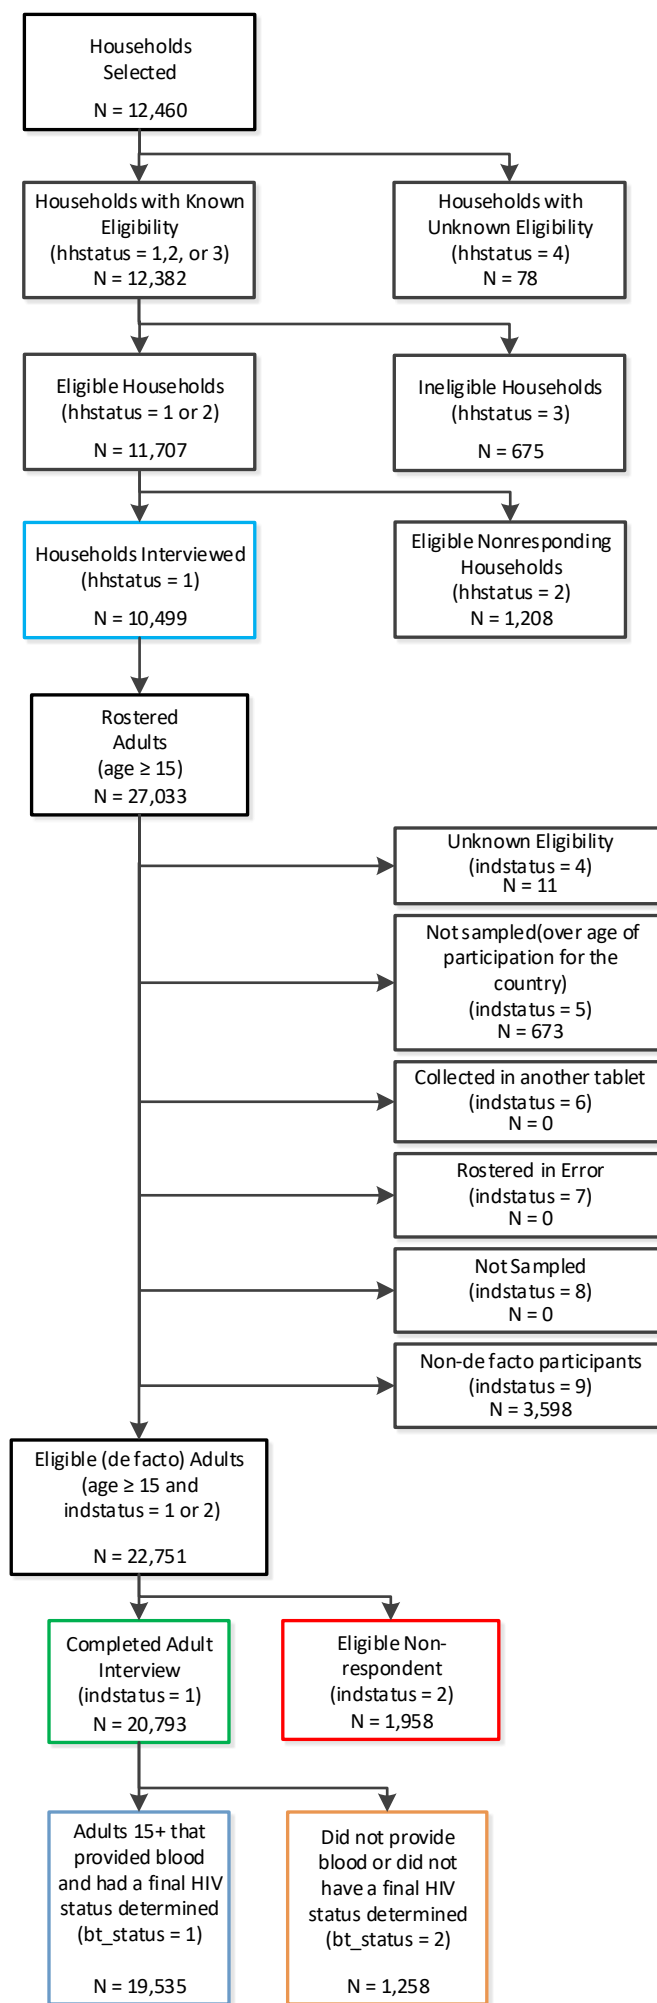 Households
Selected
N = 12,460
Households with Known
Eligibility
(hhstatus = 1,2, or 3)
N = 12,382
Households with
Unknown Eligibility
(hhstatus = 4)
N = 78
Eligible Households
(hhstatus = 1 or 2)
N = 11,707
Ineligible Households
(hhstatus = 3)
N = 675
Households Interviewed
(hhstatus = 1)
N = 10,499
Eligible Nonresponding
Households
(hhstatus = 2)
N = 1,208
Rostered
Adults
(age ≥ 15)
N = 27,033
Unknown Eligibility
(indstatus = 4)
N = 11
Not sampled(over age of
participation for the
country)
(indstatus = 5)
N = 673
Collected in another tablet
(indstatus = 6)
N = 0
Rostered in Error
(indstatus = 7)
N = 0
Not Sampled
(indstatus = 8)
N = 0
Non-de facto participants
(indstatus = 9)
N = 3,598
Eligible (de facto) Adults
(age ≥ 15 and
indstatus = 1 or 2)
N = 22,751
Completed Adult
Interview
(indstatus = 1)
N = 20,793
Eligible Non-
respondent
(indstatus = 2)
N = 1,958
Adults 15+ that
provided blood
and had a final HIV
status determined
(bt_status = 1)
N = 19,535
Did not provide
blood or did not
have a final HIV
status determined
(bt_status = 2)
N = 1,258